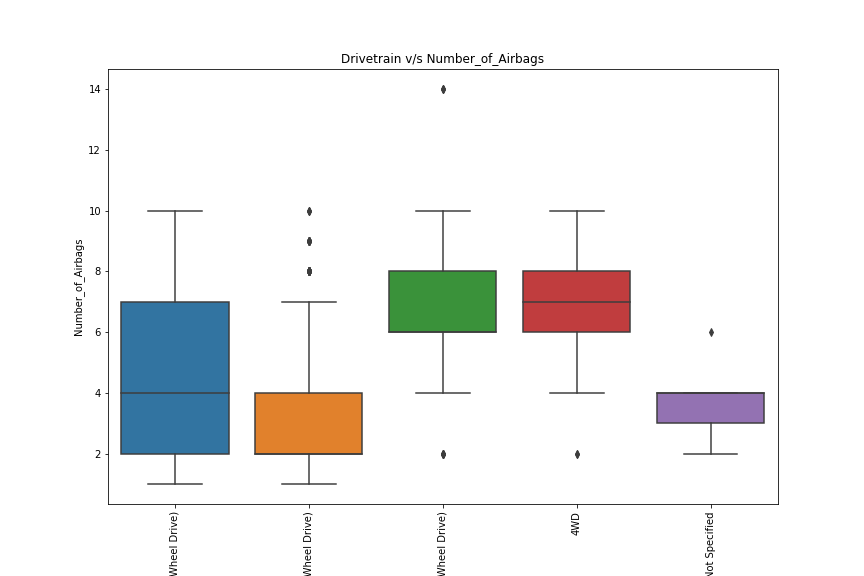 Drivetrain v/s Number_of_Airbags
Number_of_Airbags
14
12
10
8
6
4
2
Wheel Drive)
Wheel Drive)
Wheel Drive)
4WD
Not Specified